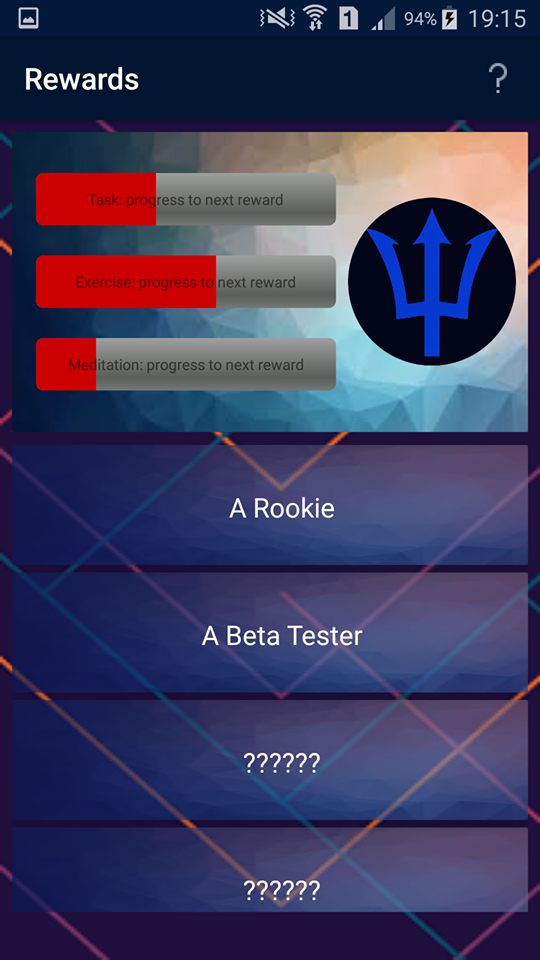 1 94% 19:15
Rewards ?
Task: progress to next reward
Exercise: progress to next reward
Meditation: progress to next reward
A Rookie
A Beta Tester
??????
??????